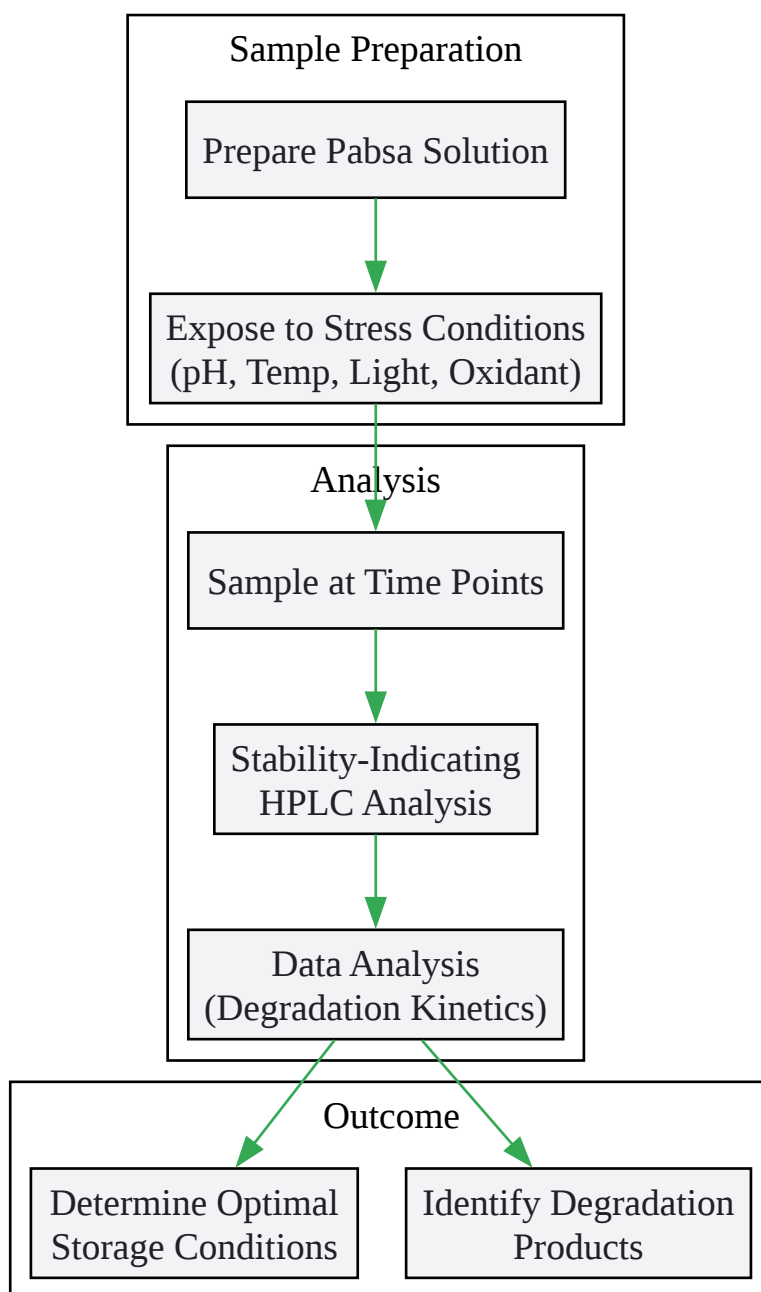 Sample Preparation
Prepare Pabsa Solution
Expose to Stress Conditions
(pH, Temp, Light, Oxidant)
Analysis
Sample at Time Points
Stability-Indicating
HPLC Analysis
Data Analysis
(Degradation Kinetics)
Outcome
Determine Optimal
Storage Conditions
Identify Degradation
Products